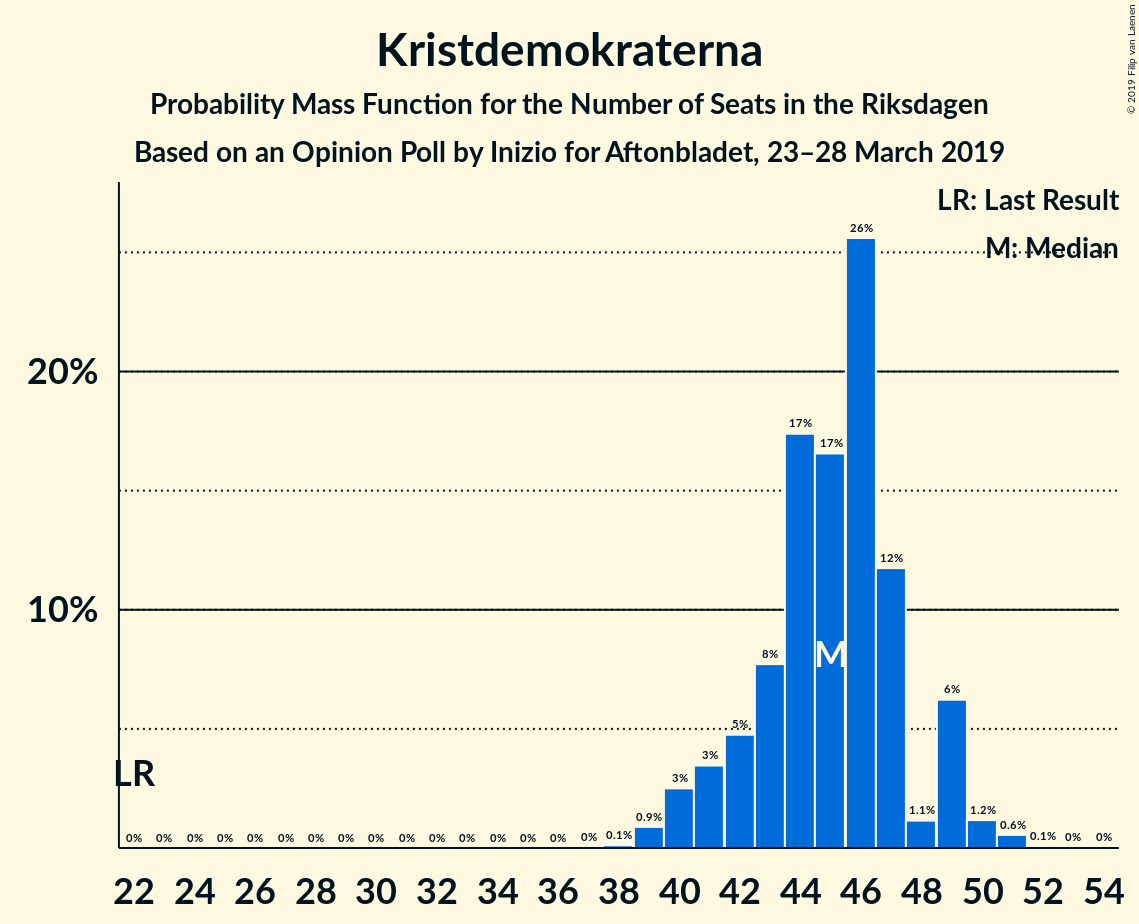 Kristdemokraterna
Probability Mass Function for the Number of Seats in the Riksdagen
Based on an Opinion Poll by Inizio for Aftonbladet, 23–28 March 2019
© 2019 Filip van Laenen
LR: Last Result
M: Median
20%
10%
LR
M
0% 0% 0% 0% 0% 0% 0% 0% 0% 0% 0% 0% 0% 0% 0% 0% 0.1% 0.9% 3% 3% 5% 8% 17% 17% 26% 12% 1.1% 6% 1.2% 0.6% 0.1% 0% 0%
22 24 26 28 30 32 34 36 38 40 42 44 46 48 50 52 54